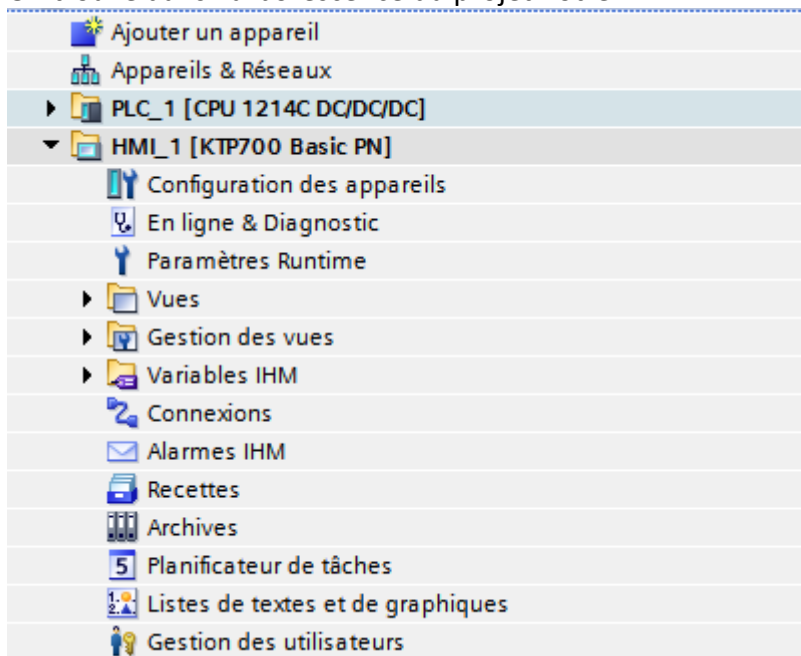 Ajouter un appareil
Appareils & Réseaux
PLC_1 [CPU 1214C DC/DC/DC]
HMI_1 [KTP700 Basic PN]
Configuration des appareils
En ligne & Diagnostic
Paramètres Runtime
Vues
Gestion des vues
Variables IHM
Connexions
Alarmes IHM
Recettes
Archives
Planificateur de tâches
Listes de textes et de graphiques
Gestion des utilisateurs